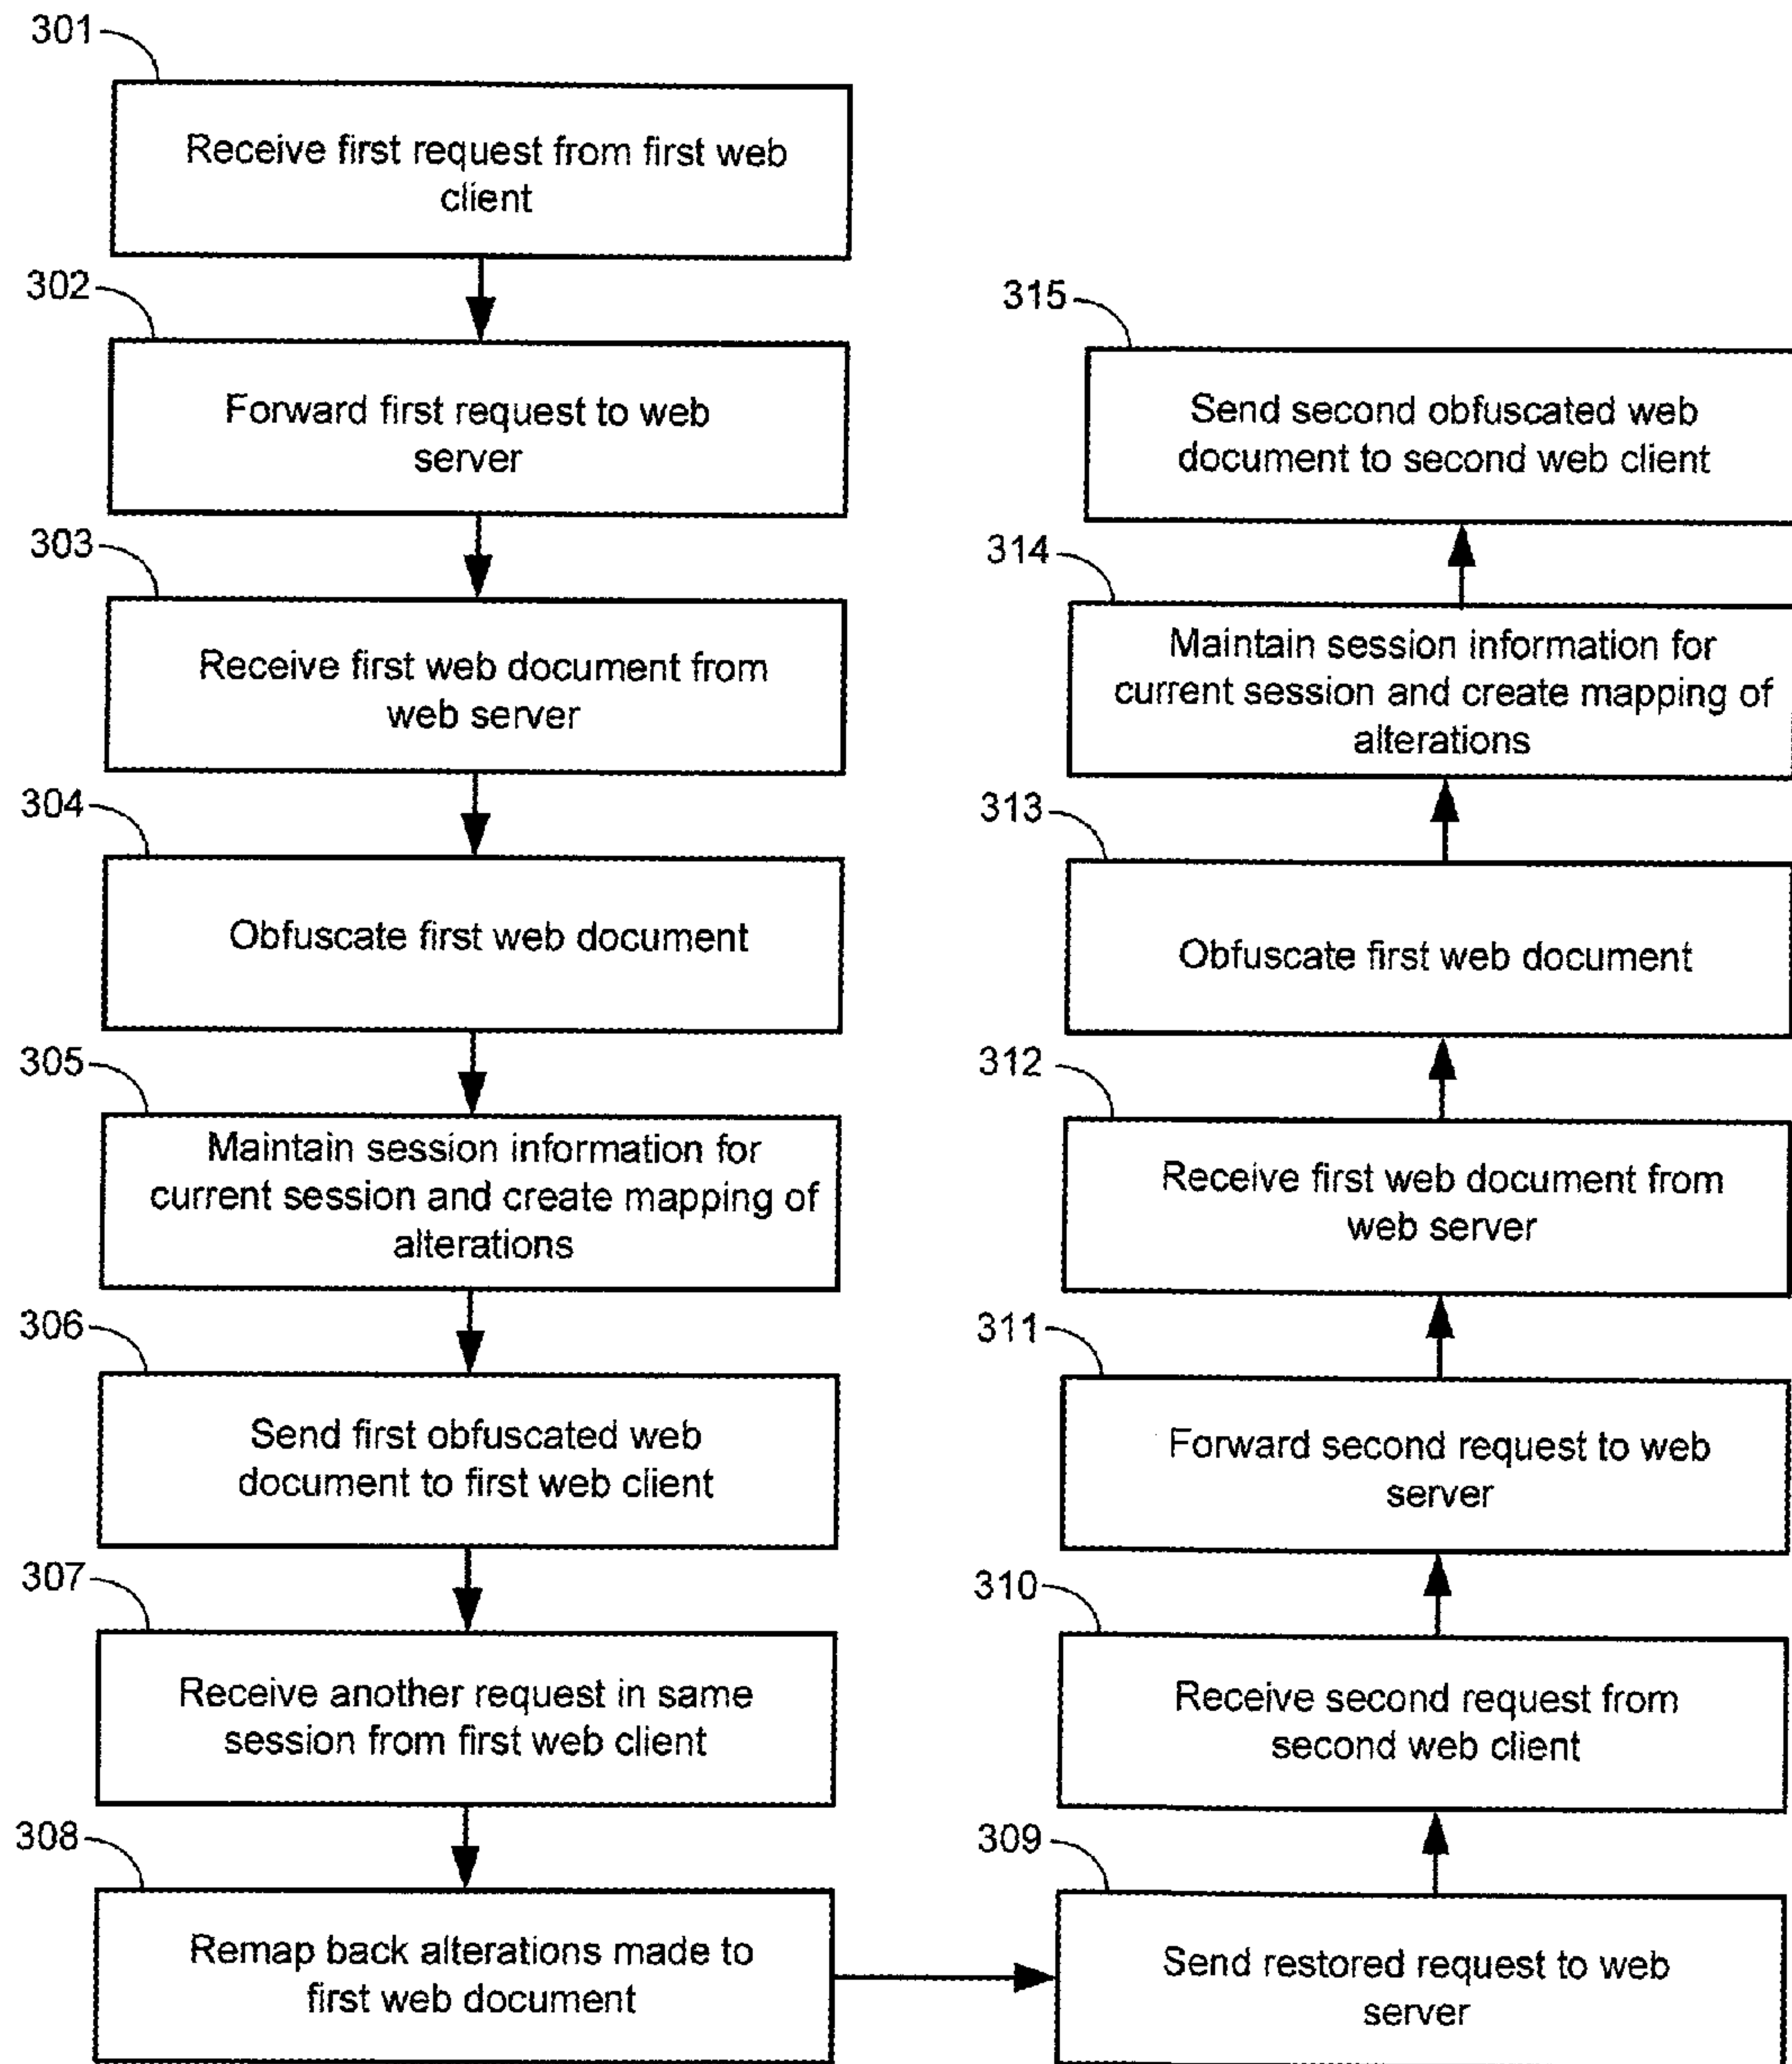 301
Receive first request from first web
client
302
Forward first request to web
server
303
Receive first web document from
web server
304
Obfuscate first web document
305
Maintain session information for
current session and create mapping of
alterations
306
Send first obfuscated web
document to first web client
307
Receive another request in same
session from first web client
308
Remap back alterations made to
first web document
309
Send restored request to web
server
310
Receive second request from
second web client
311
Forward second request to web
server
312
Receive first web document from
web server
313
Obfuscate first web document
314
Maintain session information for
current session and create mapping of
alterations
315
Send second obfuscated web
document to second web client